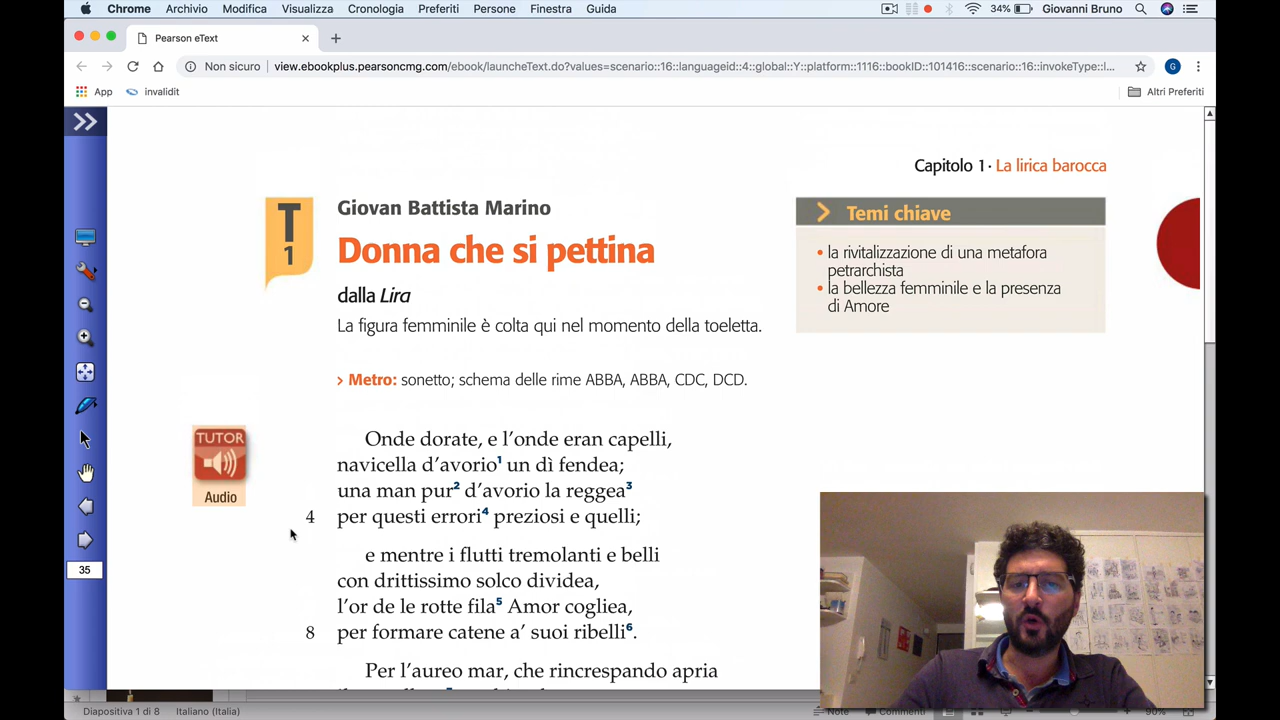 Chrome Archivio Modifica Visualizza Cronologia Preferiti Persone Finestra Guida 34% Giovanni Bruno
Pearson eText
Non sicuro view.ebookplus.pearsoncmg.com/ebook/launcheText.do?values=scenario::16::languageid::4::global::Y::platform::1116::bookID::101416::scenario::16::invokeType::l...
G
App invalidit Altri Preferiti
Capitolo 1 · La lirica barocca
T
1
Giovan Battista Marino
Donna che si pettina
dalla Lira
La figura femminile è colta qui nel momento della toeletta.
Temi chiave
• la rivitalizzazione di una metafora
petrarchista
• la bellezza femminile e la presenza
di Amore
› Metro: sonetto; schema delle rime ABBA, ABBA, CDC, DCD.
TUTOR
Audio
Onde dorate, e l’onde eran capelli,
navicella d’avorio1 un dì fendea;
una man pur2 d’avorio la reggea3
4 per questi errori4 preziosi e quelli;
e mentre i flutti tremolanti e belli
con drittissimo solco dividea,
l’or de le rotte fila5 Amor cogliea,
8 per formare catene a’ suoi ribelli6.
Per l’aureo mar, che rincrespando apria
35
Diapositiva 1 di 8 Italiano (Italia) Note Commenti 90%